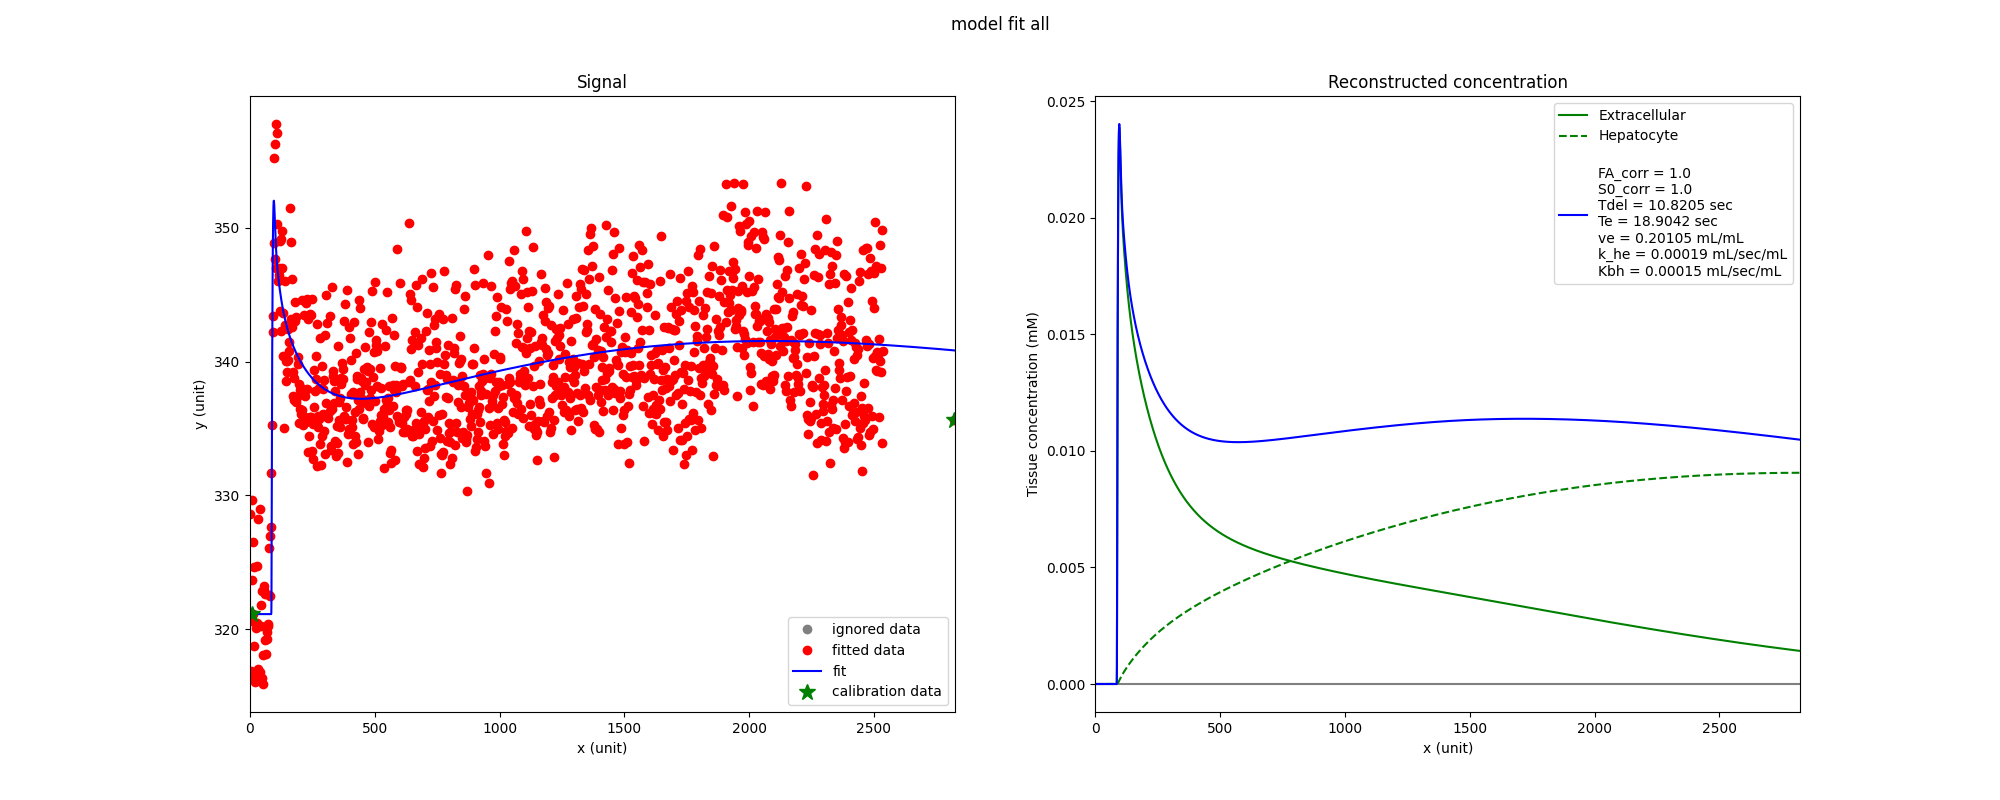 model fit all
Signal
y (unit)
350
340
330
320
0
500
1000
1500
2000
2500
x (unit)
ignored data
fitted data
fit
calibration data
Reconstructed concentration
Tissue concentration (mM)
0.025
0.020
0.015
0.010
0.005
0.000
0
500
1000
1500
2000
2500
x (unit)
Extracellular
Hepatocyte
FA_corr = 1.0
S0_corr = 1.0
Tdel = 10.8205 sec
Te = 18.9042 sec
ve = 0.20105 mL/mL
k_he = 0.00019 mL/sec/mL
Kbh = 0.00015 mL/sec/mL